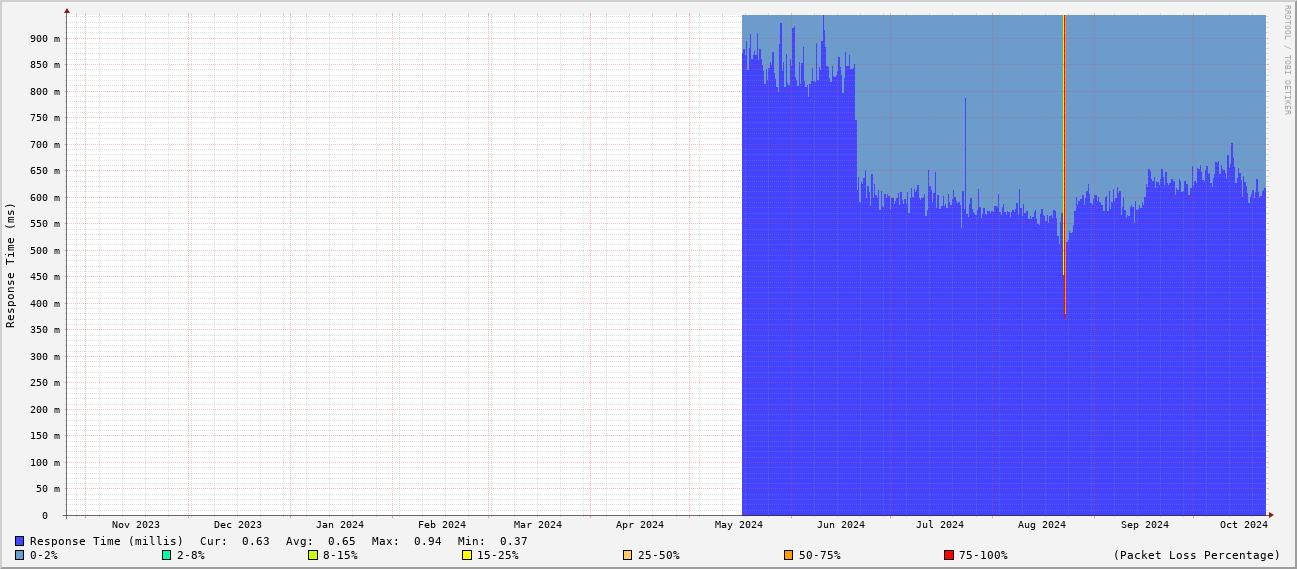 RRDTOOL / TOBI OETIKER
Response Time (ms)
900 m
850 m
800 m
750 m
700 m
650 m
600 m
550 m
500 m
450 m
400 m
350 m
300 m
250 m
200 m
150 m
100 m
50 m
0
Nov 2023 Dec 2023 Jan 2024 Feb 2024 Mar 2024 Apr 2024 May 2024 Jun 2024 Jul 2024 Aug 2024 Sep 2024 Oct 2024
Response Time (millis) Cur: 0.63 Avg: 0.65 Max: 0.94 Min: 0.37
0-2% 2-8% 8-15% 15-25% 25-50% 50-75% 75-100% (Packet Loss Percentage)